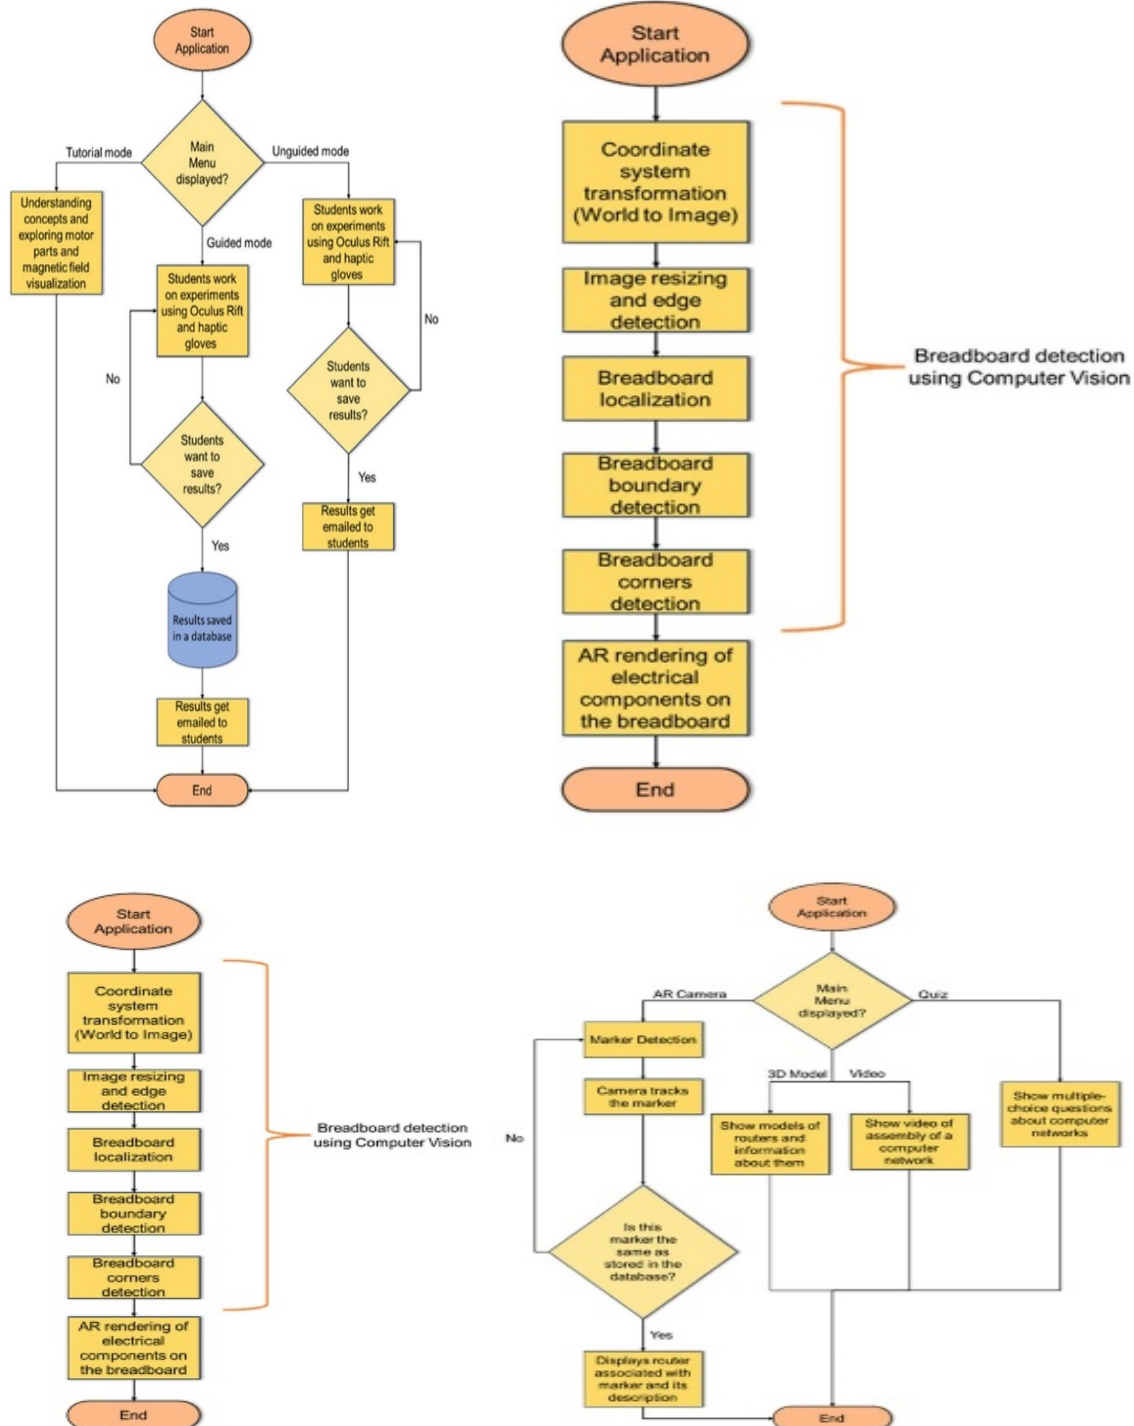 Start
Application
Main
Menu
displayed?
Tutorial mode
Unguided mode
Guided mode
Understanding
concepts and
exploring motor
parts and
magnetic field
visualization
Students work
on experiments
using Oculus Rift
and haptic
gloves
No
Students
want to
save
results?
Yes
Results saved
in a database
Results get
emailed to
students
Students work
on experiments
using Oculus Rift
and haptic
gloves
No
Students
want to
save
results?
Yes
Results get
emailed to
students
End
Start
Application
Coordinate
system
transformation
(World to Image)
Image resizing
and edge
detection
Breadboard
localization
Breadboard
boundary
detection
Breadboard
corners
detection
Breadboard detection
using Computer Vision
AR rendering of
electrical
components on
the breadboard
End
Start
Application
Coordinate
system
transformation
(World to Image)
Image resizing
and edge
detection
Breadboard
localization
Breadboard
boundary
detection
Breadboard
corners
detection
Breadboard detection
using Computer Vision
AR rendering of
electrical
components on
the breadboard
End
Start
Application
Main
Menu
displayed?
AR Camera
Quiz
3D Model
Video
Marker Detection
Camera tracks
the marker
No
Is this
marker the
same as
stored in the
database?
Yes
Displays router
associated with
marker and its
description
Show models of
routers and
information
about them
Show video of
assembly of a
computer
network
Show multiple-
choice questions
about computer
networks
End